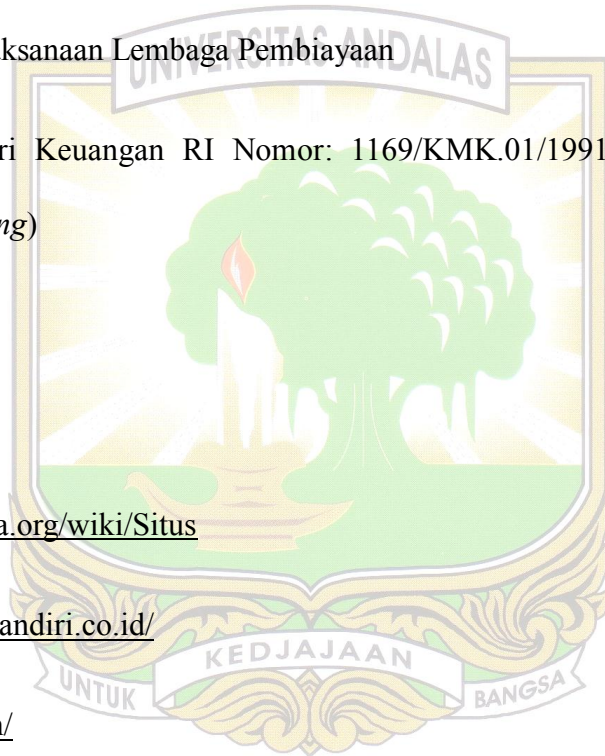 UNIVERSITAS ANDALAS
aksanaan Lembaga Pembiayaan
ri Keuangan RI Nomor: 1169/KMK.01/1991
ng)
a.org/wiki/Situs
andiri.co.id/
KEDJAJAAN
UNTUK BANGSA
n/